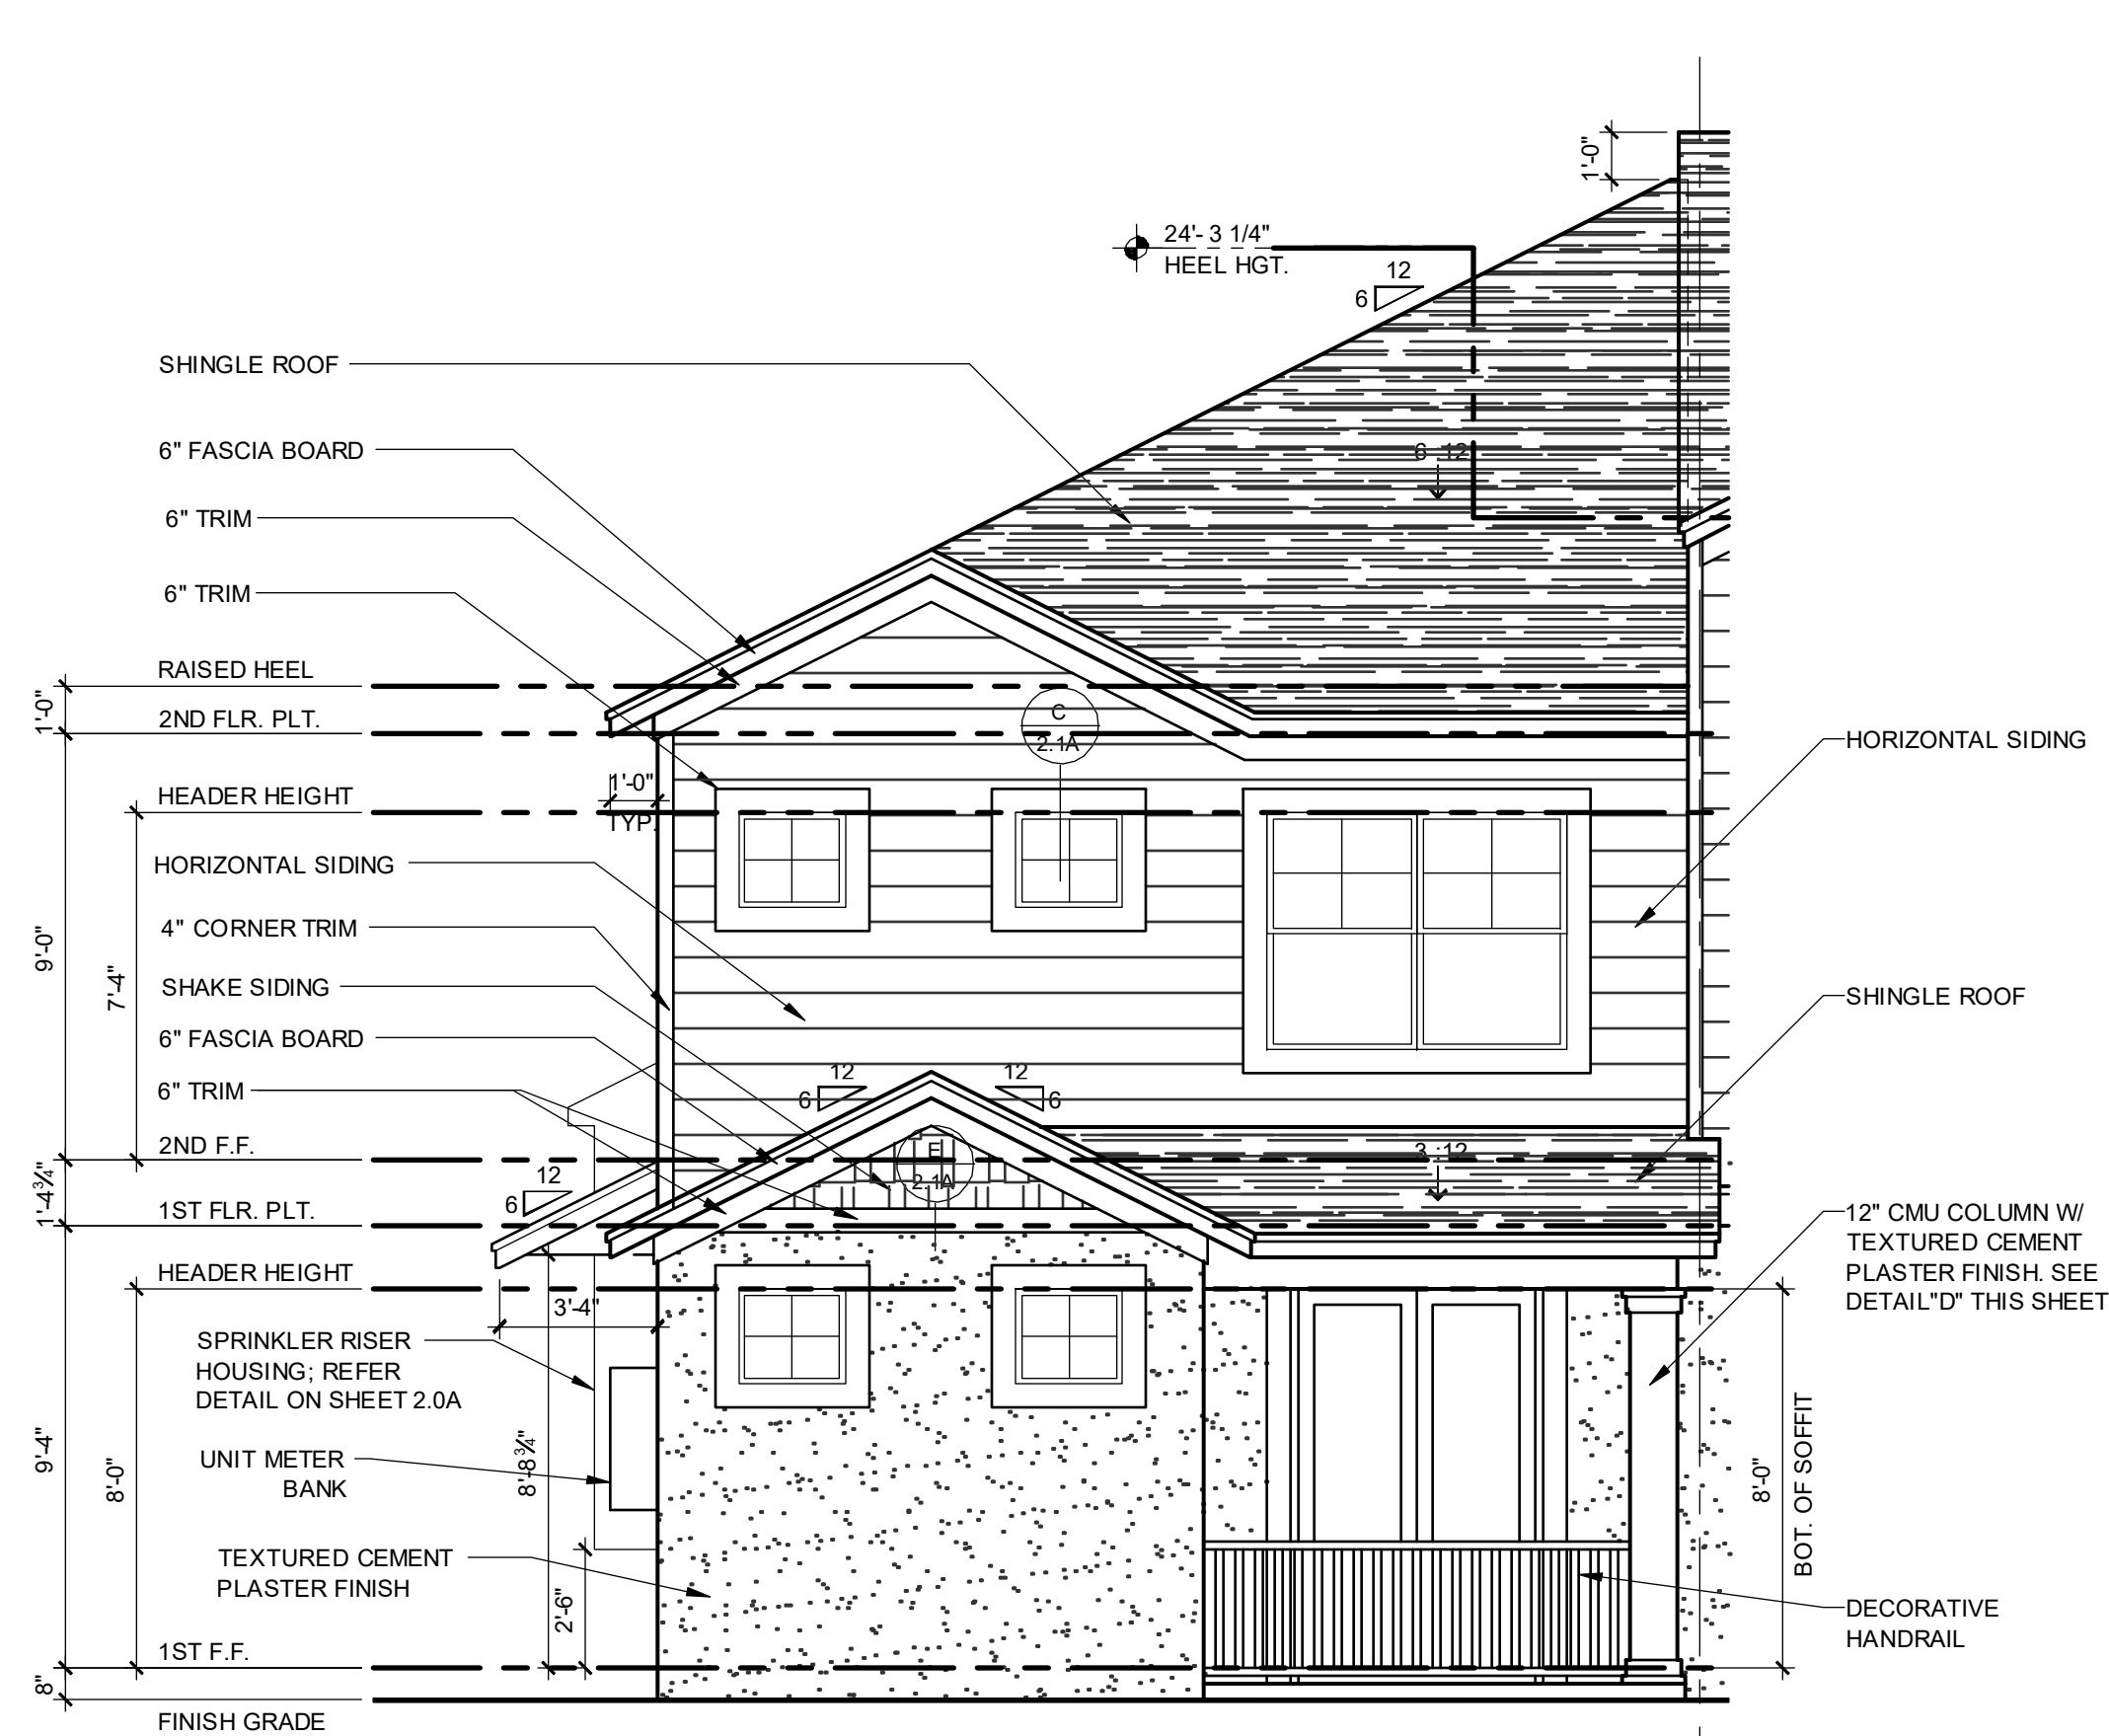 1'-0"
24'- 3 1/4"
HEEL HGT.
12
6
SHINGLE ROOF
6" FASCIA BOARD
6 :12
6" TRIM
6" TRIM
RAISED HEEL
1'-0"
2ND FLR. PLT.
C
2.1A
HORIZONTAL SIDING
1'-0"
TYP.
HEADER HEIGHT
HORIZONTAL SIDING
4" CORNER TRIM
9'-0"
7'-4"
SHAKE SIDING
SHINGLE ROOF
6" FASCIA BOARD
12
6
12
6
6" TRIM
2ND F.F.
E
2.1A
3 :12
1'-4¾"
12
6
1ST FLR. PLT.
12" CMU COLUMN W/
TEXTURED CEMENT
PLASTER FINISH. SEE
DETAIL"D" THIS SHEET
HEADER HEIGHT
3'-4"
SPRINKLER RISER
HOUSING; REFER
DETAIL ON SHEET 2.0A
9'-4"
8'-0"
8'-8¾"
UNIT METER
BANK
8'-0"
BOT. OF SOFFIT
TEXTURED CEMENT
PLASTER FINISH
2'-6"
DECORATIVE
HANDRAIL
1ST F.F.
8"
FINISH GRADE